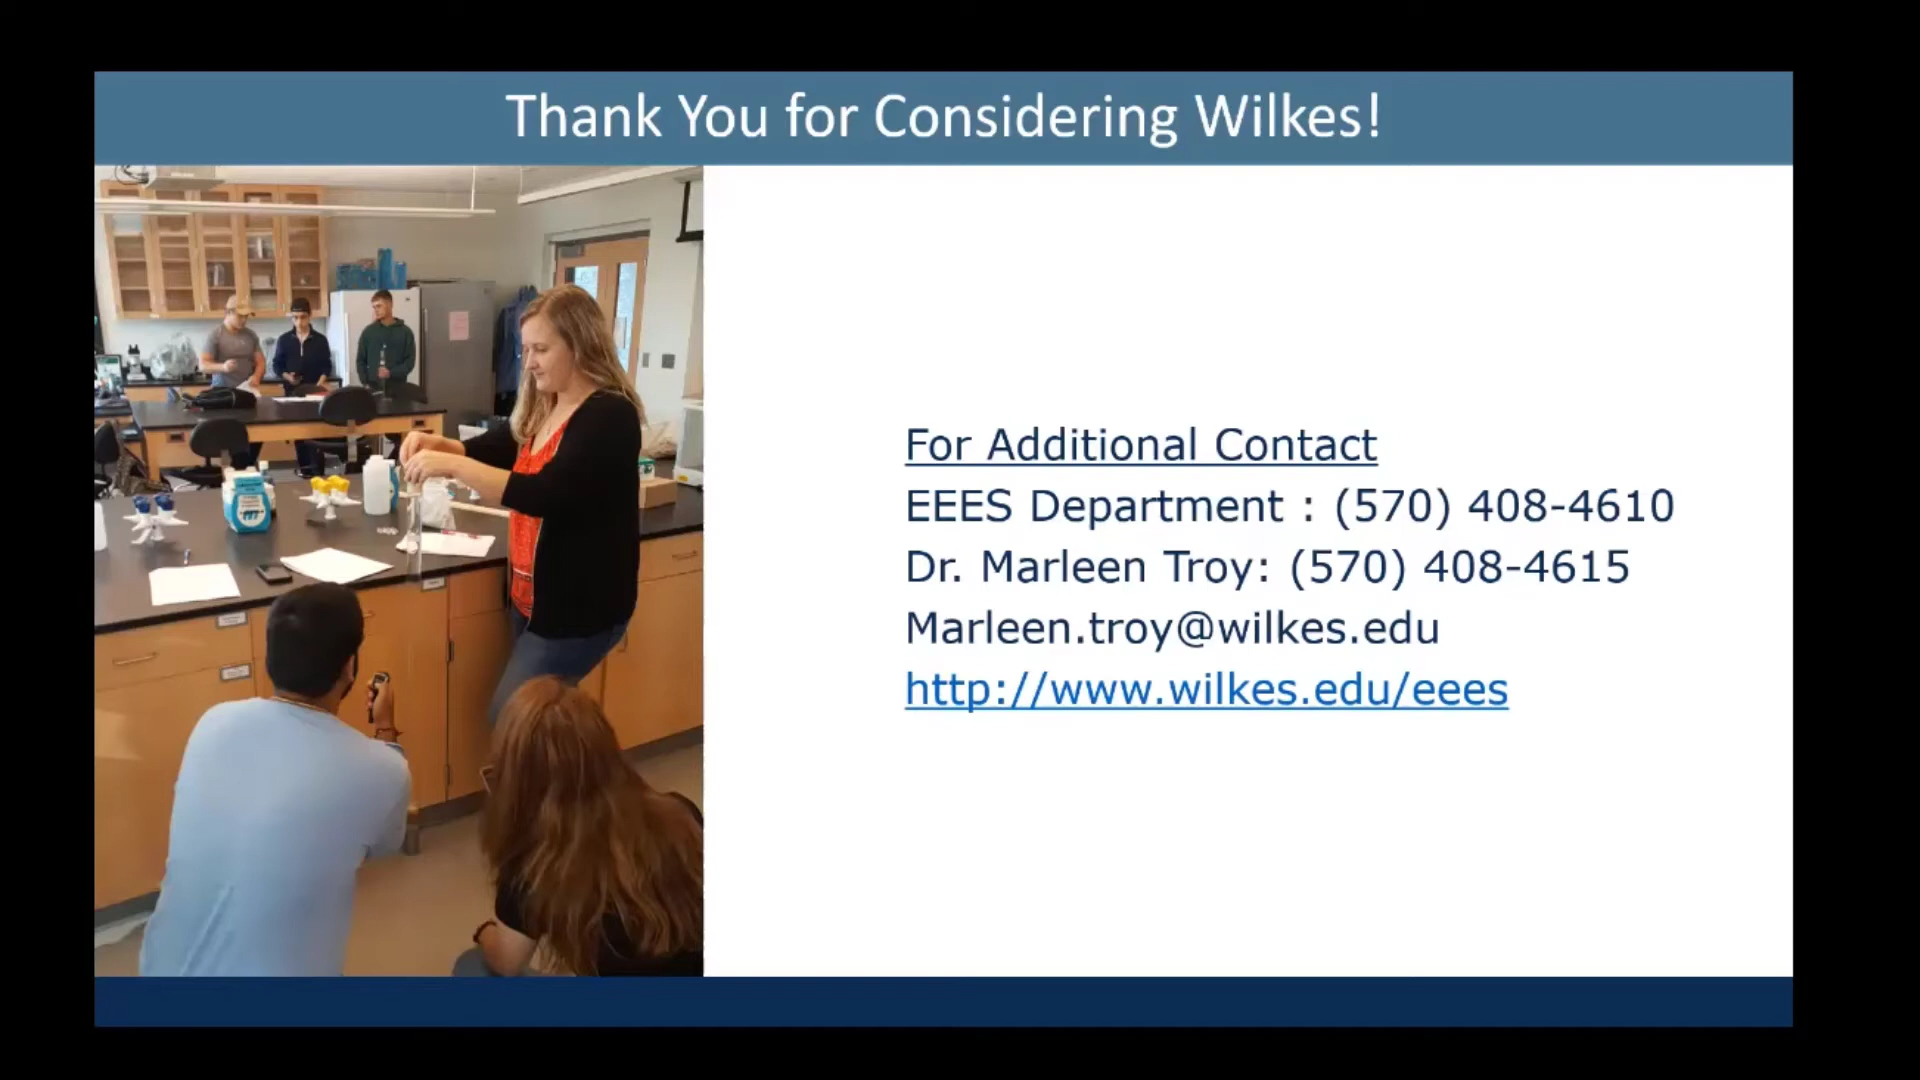 Thank You for Considering Wilkes!
For Additional Contact
EEES Department : (570) 408-4610
Dr. Marleen Troy: (570) 408-4615
Marleen.troy@wilkes.edu
http://www.wilkes.edu/eees